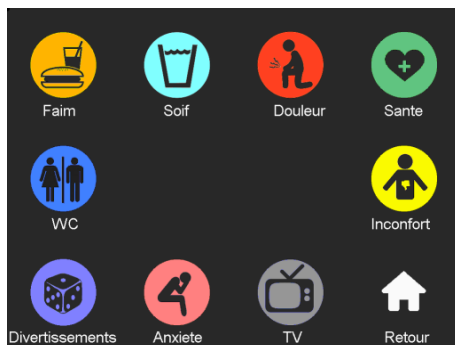 Faim
Soif
Douleur
Sante
WC
Inconfort
Divertissements
Anxiete
TV
Retour